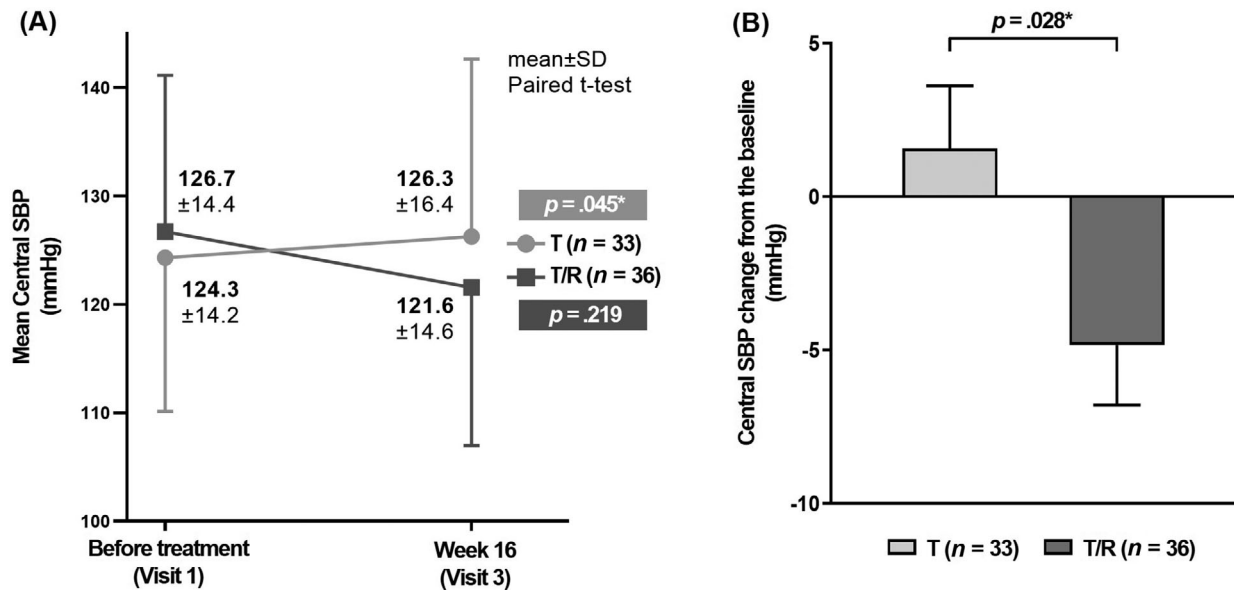 (A)
mean±SD
Paired t-test
Mean Central SBP
(mmHg)
140
130
120
110
100
126.7
±14.4
124.3
±14.2
126.3
±16.4
121.6
±14.6
p = .045*
T (n = 33)
T/R (n = 36)
p = .219
Before treatment
(Visit 1)
Week 16
(Visit 3)
(B)
p = .028*
Central SBP change from the baseline
(mmHg)
5
0
-5
-10
T (n = 33)
T/R (n = 36)